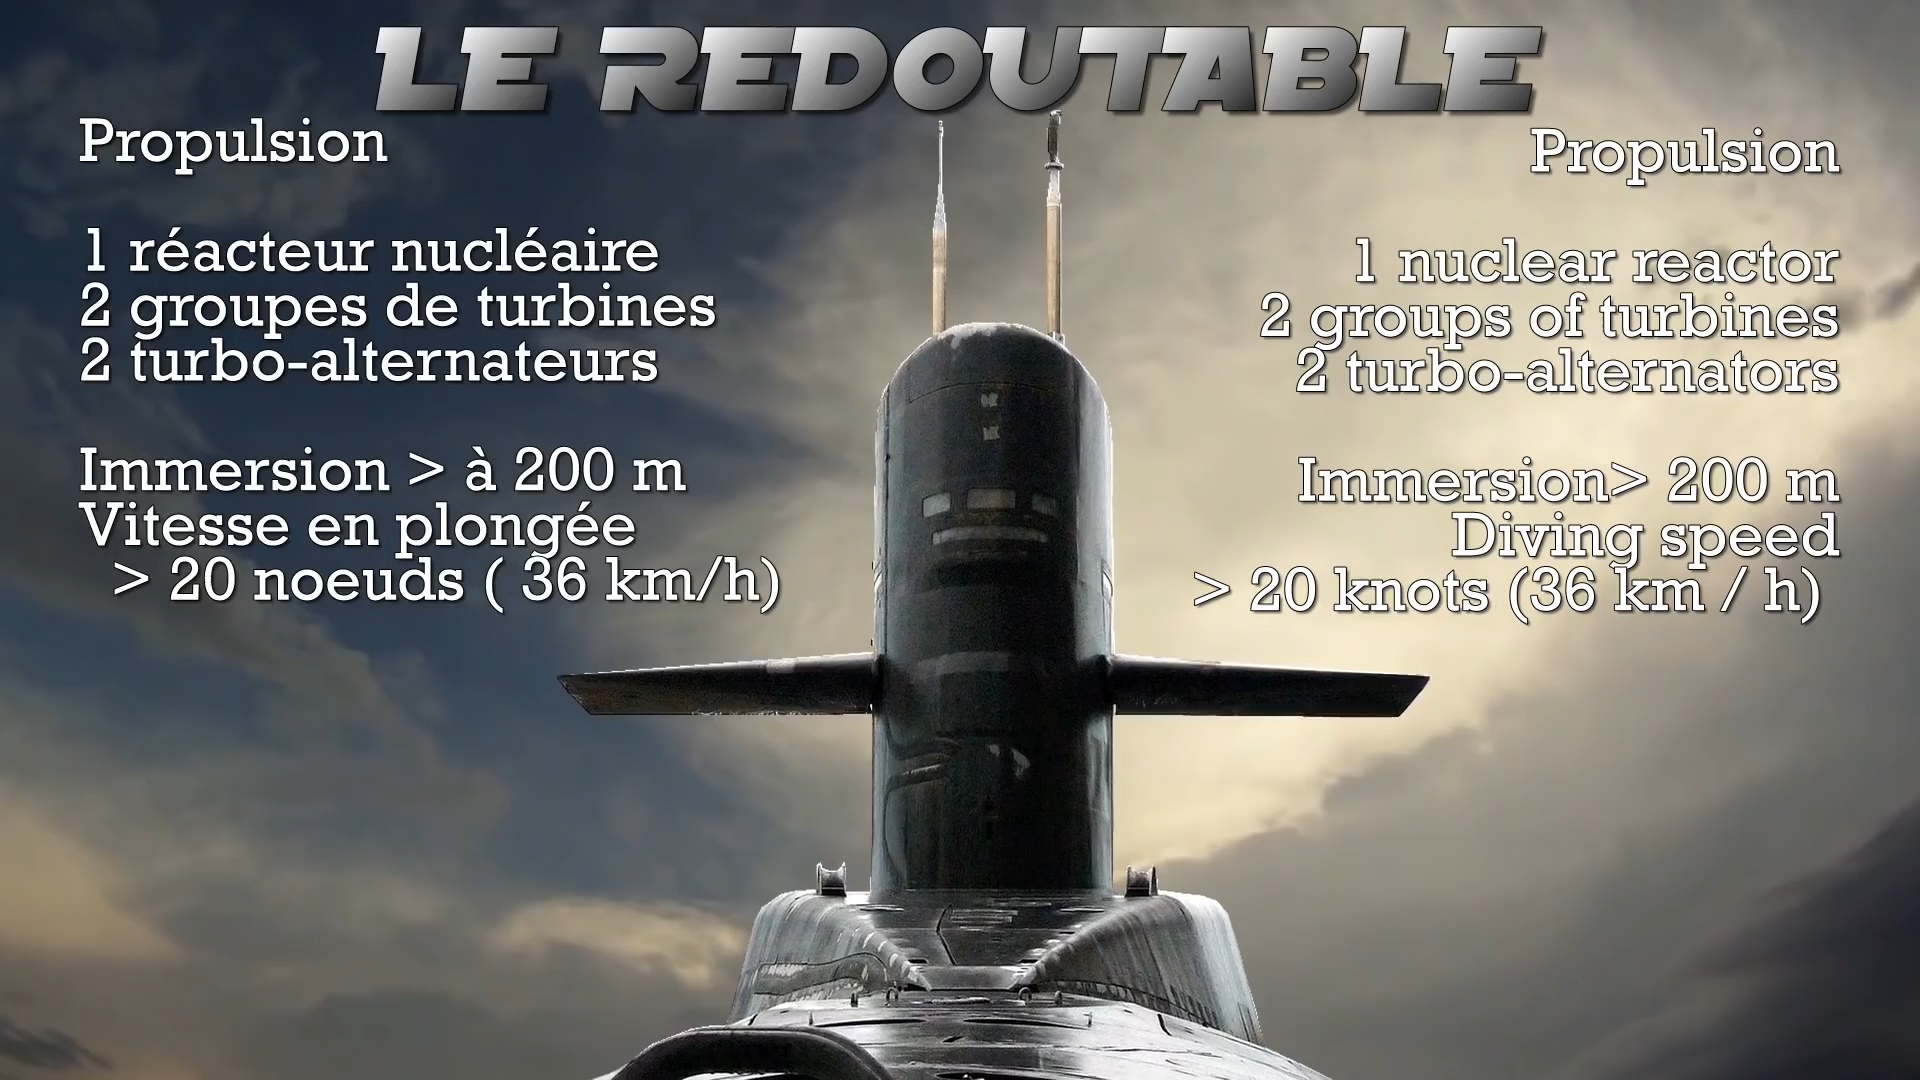 LE REDOUTABLE
Propulsion
1 réacteur nucléaire
2 groupes de turbines
2 turbo-alternateurs
Immersion > à 200 m
Vitesse en plongée
> 20 noeuds ( 36 km/h)
Propulsion
1 nuclear reactor
2 groups of turbines
2 turbo-alternators
Immersion> 200 m
Diving speed
> 20 knots (36 km / h)